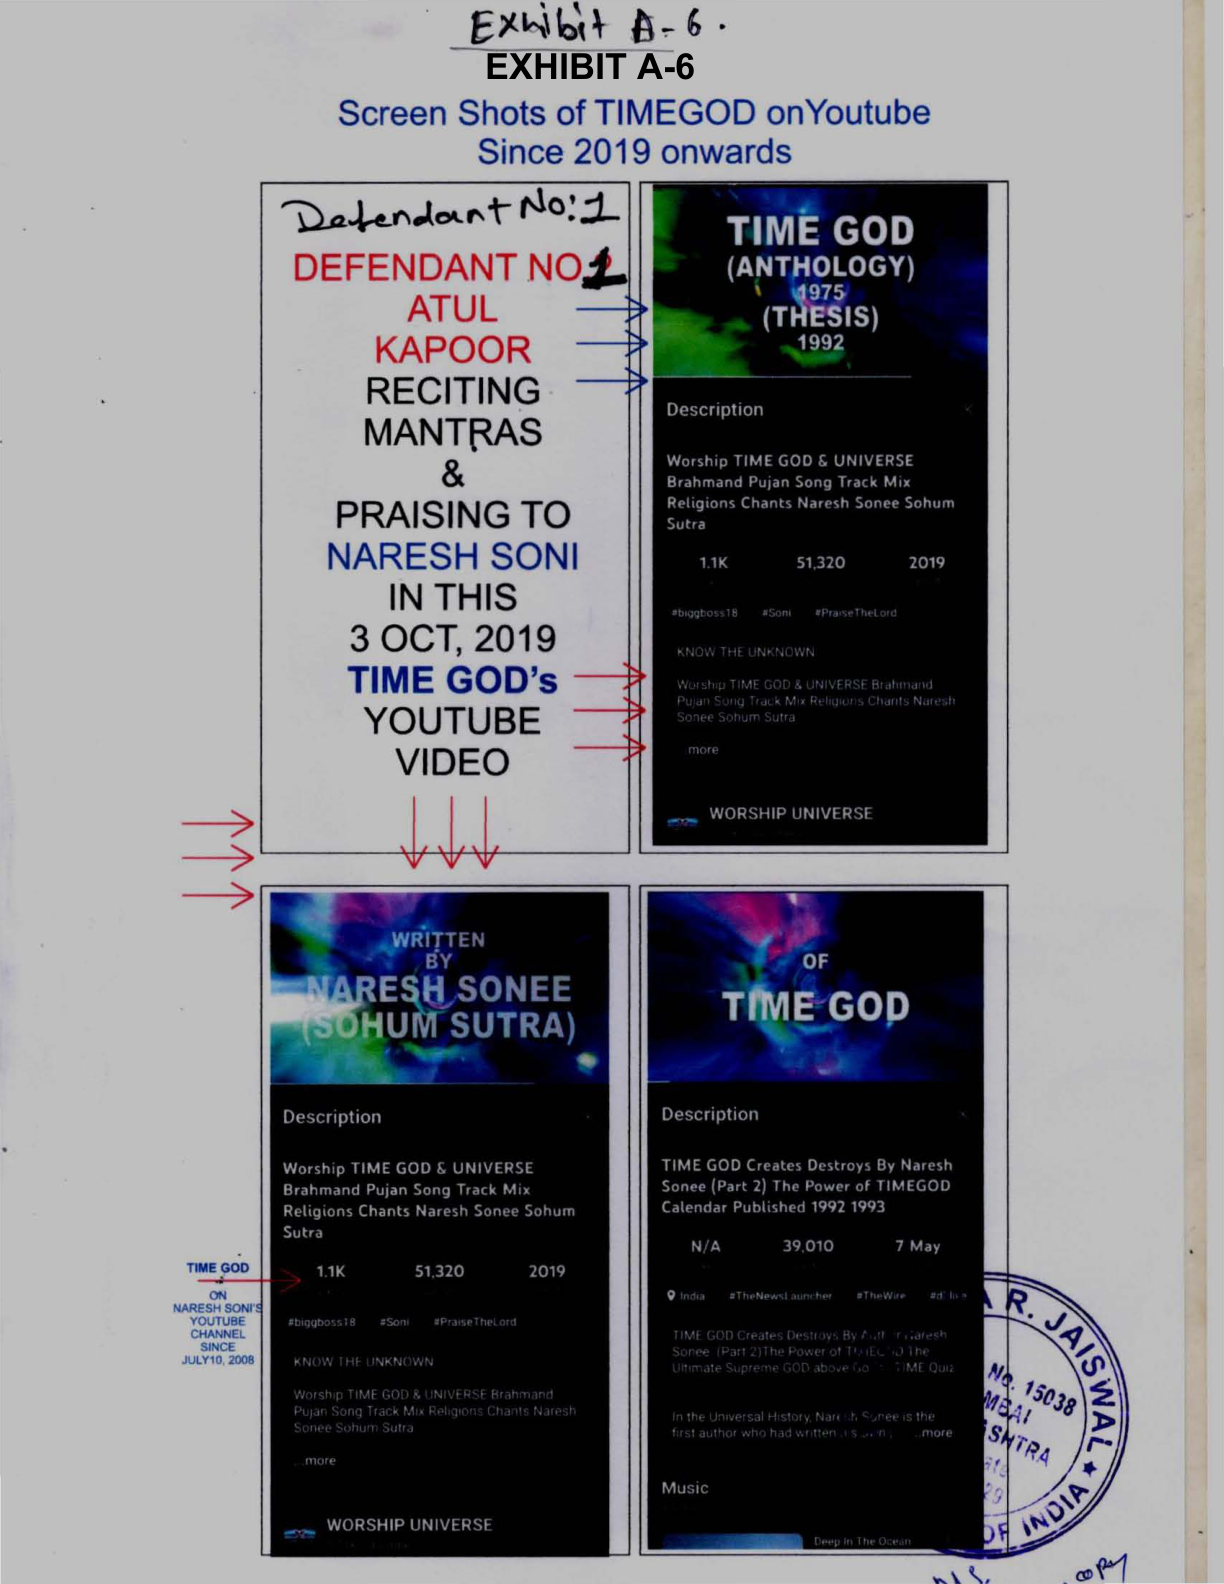 Exhibit A-6.
EXHIBIT A-6
Screen Shots of TIMEGOD onYoutube
Since 2019 onwards
Defendant No:1
DEFENDANT NO.1
ATUL
KAPOOR
RECITING
MANTRAS
&
PRAISING TO
NARESH SONI
IN THIS
3 OCT, 2019
TIME GOD's
YOUTUBE
VIDEO
TIME GOD
(ANTHOLOGY)
1975
(THESIS)
1992
Description
Worship TIME GOD & UNIVERSE
Brahmand Pujan Song Track Mix
Religions Chants Naresh Sonee Sohum
Sutra
1.1K 51,320 2019
#biggboss18 #Soni #PraiseTheLord
KNOW THE UNKNOWN
Worship TIME GOD & UNIVERSE Brahmand
Pujan Song Track Mix Religions Chants Naresh
Sonee Sohum Sutra
...more
WORSHIP UNIVERSE
WRITTEN
BY
NARESH SONEE
(SOHUM SUTRA)
Description
Worship TIME GOD & UNIVERSE
Brahmand Pujan Song Track Mix
Religions Chants Naresh Sonee Sohum
Sutra
1.1K 51,320 2019
#biggboss18 #Soni #PraiseTheLord
KNOW THE UNKNOWN
Worship TIME GOD & UNIVERSE Brahmand
Pujan Song Track Mix Religions Chants Naresh
Sonee Sohum Sutra
...more
WORSHIP UNIVERSE
TIME GOD
ON
NARESH SONI'S
YOUTUBE
CHANNEL
SINCE
JULY10, 2008
OF
TIME GOD
Description
TIME GOD Creates Destroys By Naresh
Sonee (Part 2) The Power of TIMEGOD
Calendar Published 1992 1993
N/A 39,010 7 May
India #TheNewsLauncher #TheWire
TIME GOD Creates Destroys By Naresh
Sonee (Part 2)The Power of The
Ultimate Supreme GOD above TIME Quiz
In the Universal History, Naresh Sonee is the
first author who had written ...more
Music
Deep In The Ocean
R. JAISWAL
No. 15038
OF INDIA
copy